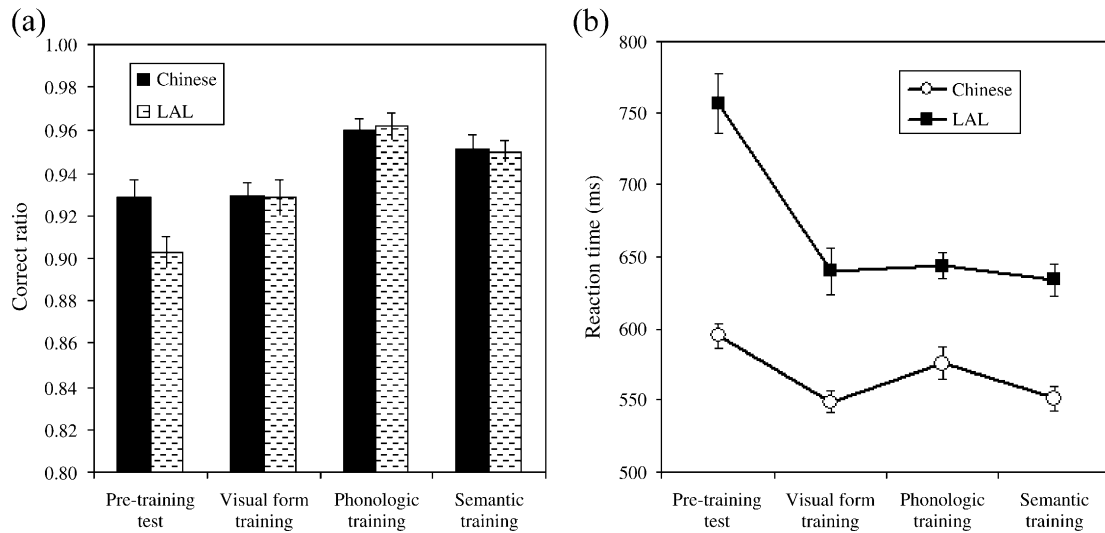 (a)
1.00
0.98
0.96
0.94
0.92
0.90
0.88
0.86
0.84
0.82
0.80
Correct ratio
Chinese
LAL
Pre-training
test
Visual form
training
Phonologic
training
Semantic
training
(b)
800
750
700
650
600
550
500
Reaction time (ms)
Chinese
LAL
Pre-training
test
Visual form
training
Phonologic
training
Semantic
training